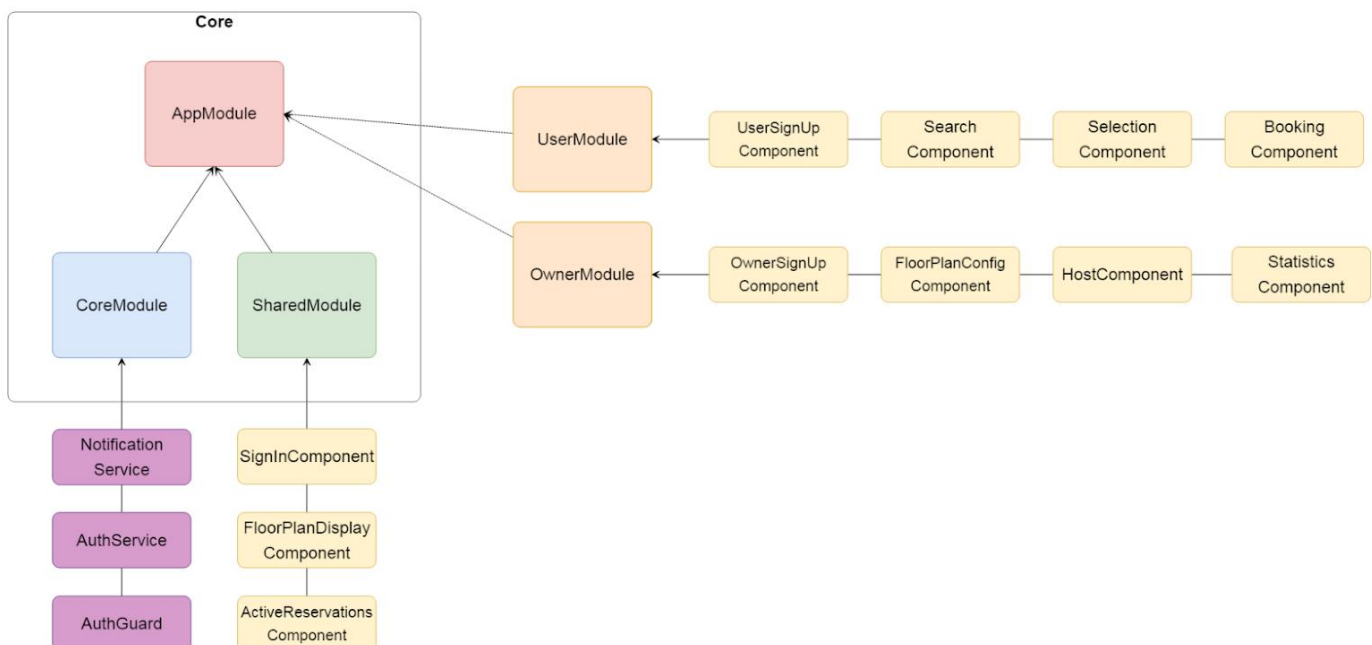 Core
AppModule
CoreModule
SharedModule
Notification
Service
AuthService
AuthGuard
SignInComponent
FloorPlanDisplay
Component
ActiveReservations
Component
UserModule
UserSignUp
Component
Search
Component
Selection
Component
Booking
Component
OwnerModule
OwnerSignUp
Component
FloorPlanConfig
Component
HostComponent
Statistics
Component